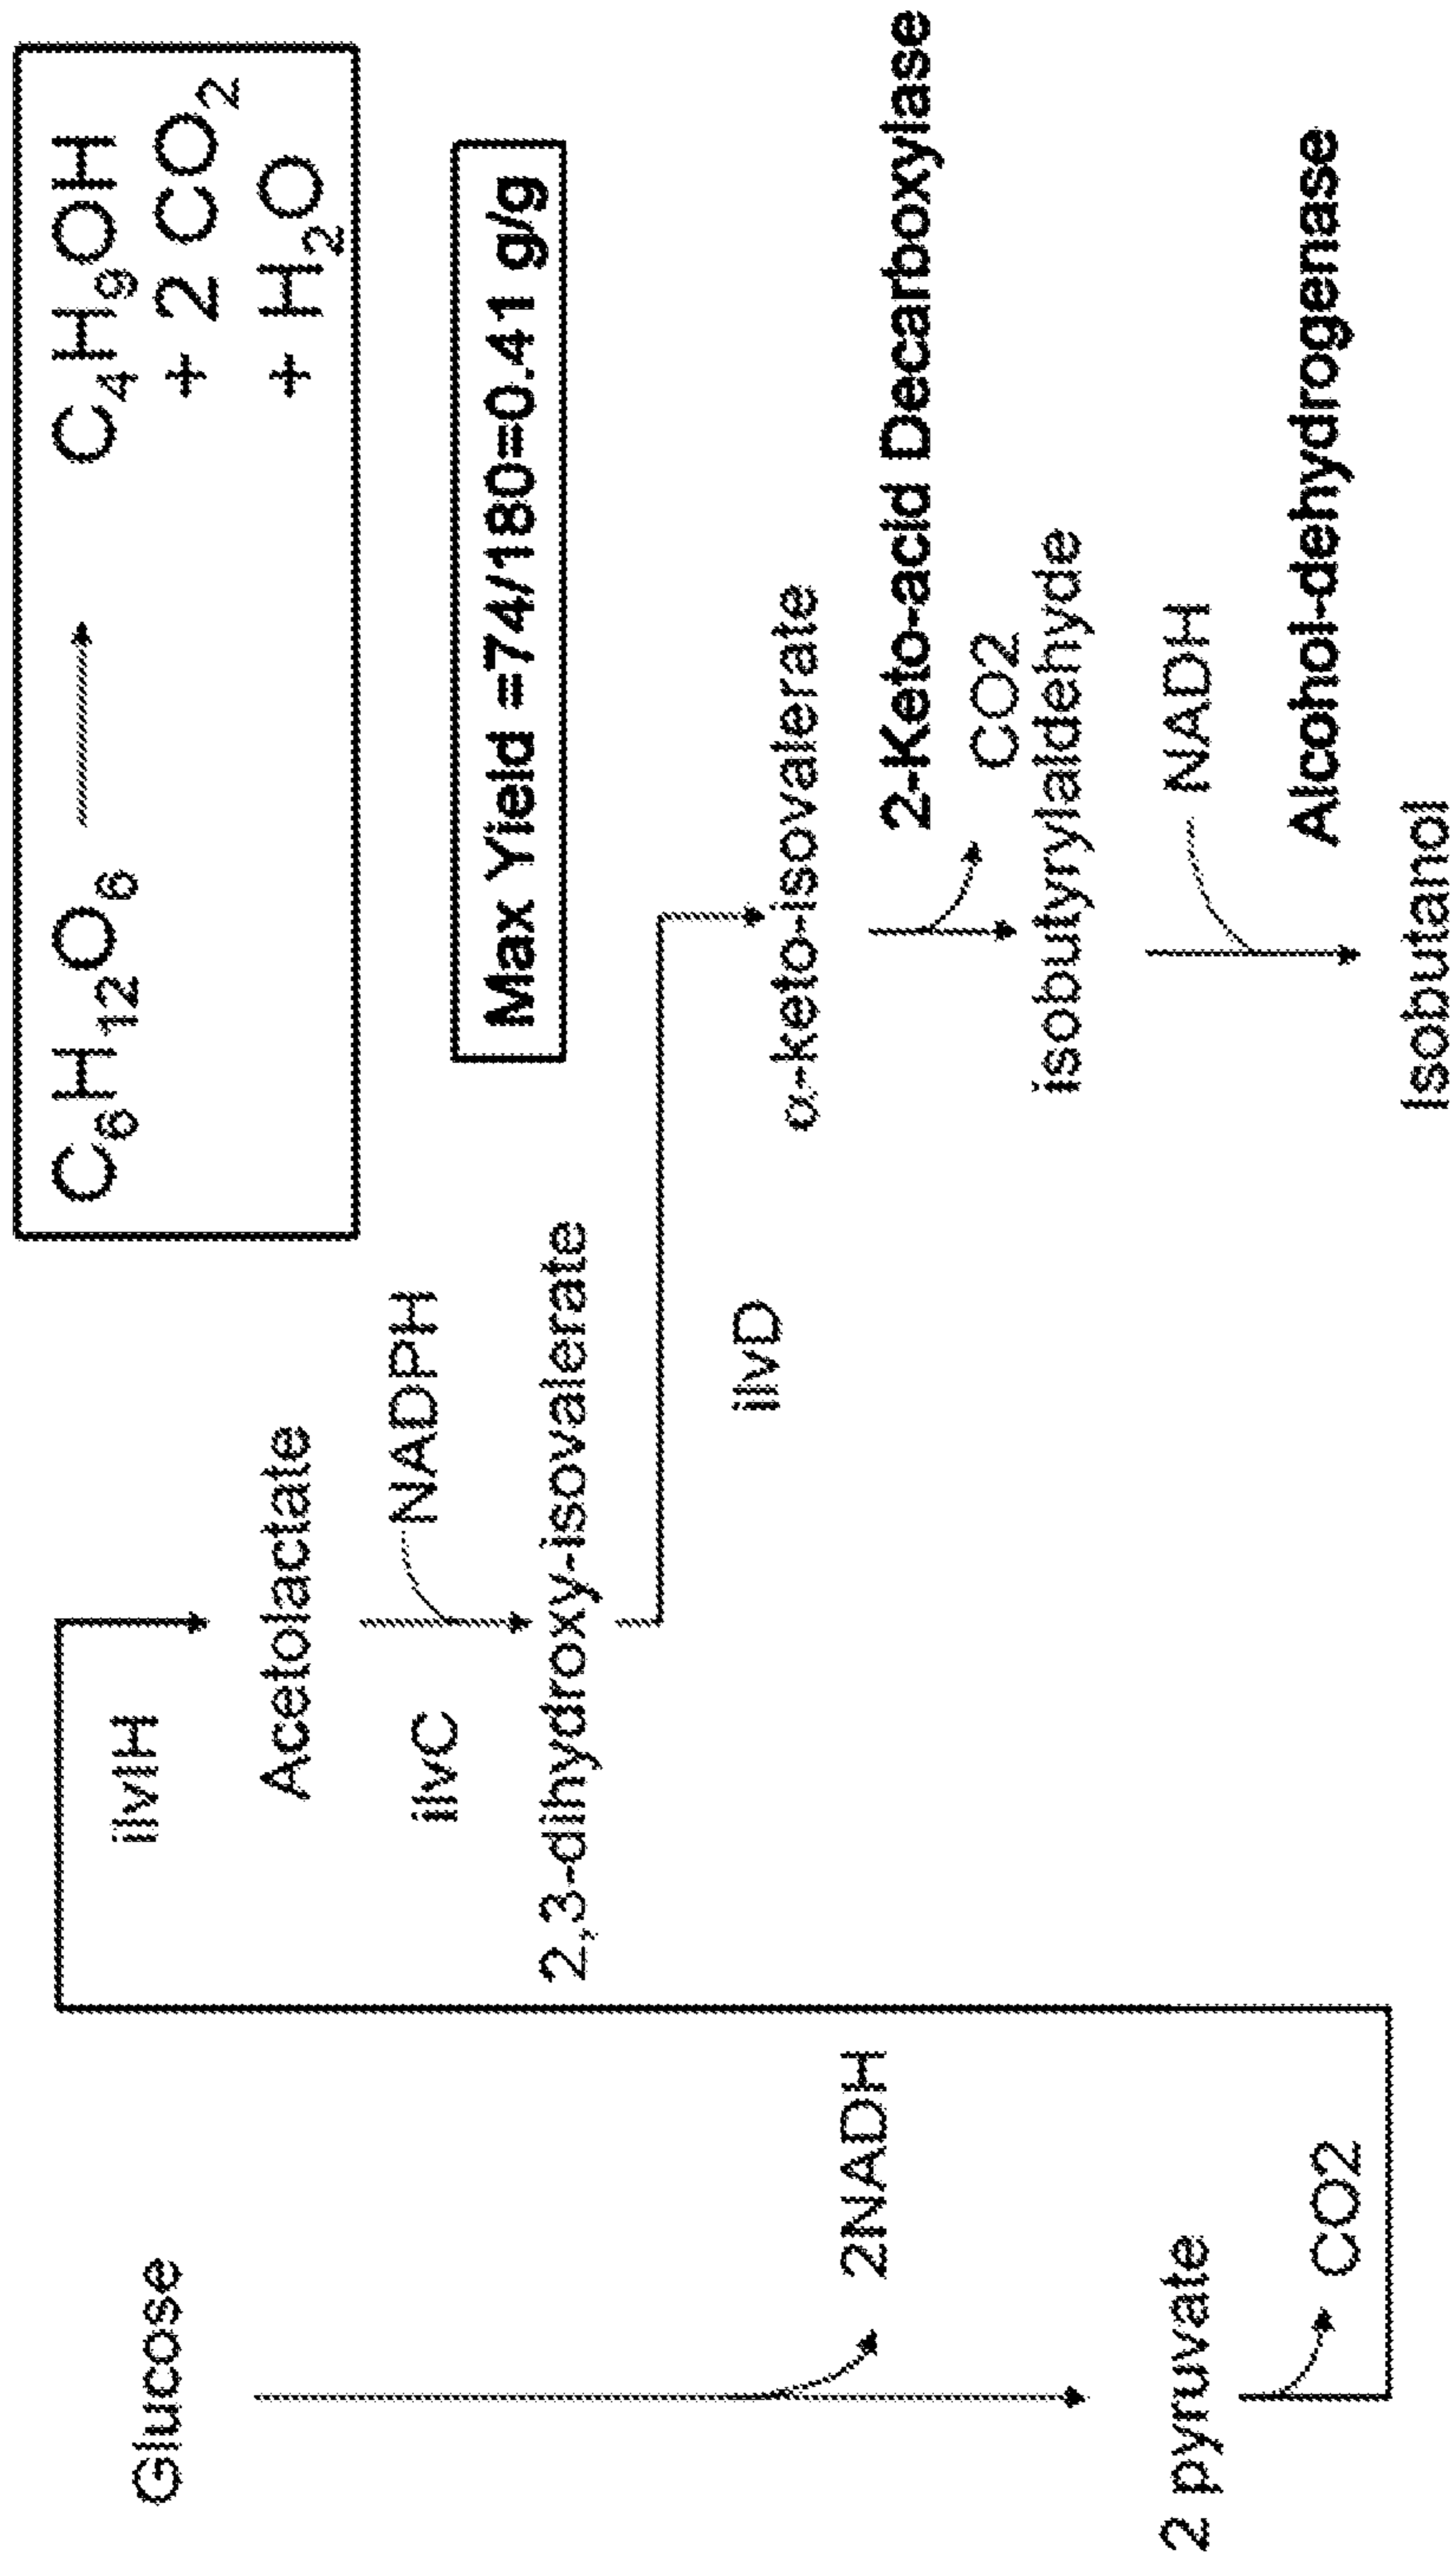 Glucose
2NADH
2 pyruvate
CO2
ilvIH
Acetolactate
NADPH
ilvC
2,3-dihydroxy-isovalerate
ilvD
C6H12O6 → C4H9OH
+ 2 CO2
+ H2O
Max Yield =74/180=0.41 g/g
α-keto-isovalerate
2-Keto-acid Decarboxylase
CO2
isobutyrylaldehyde
NADH
Alcohol-dehydrogenase
Isobutanol